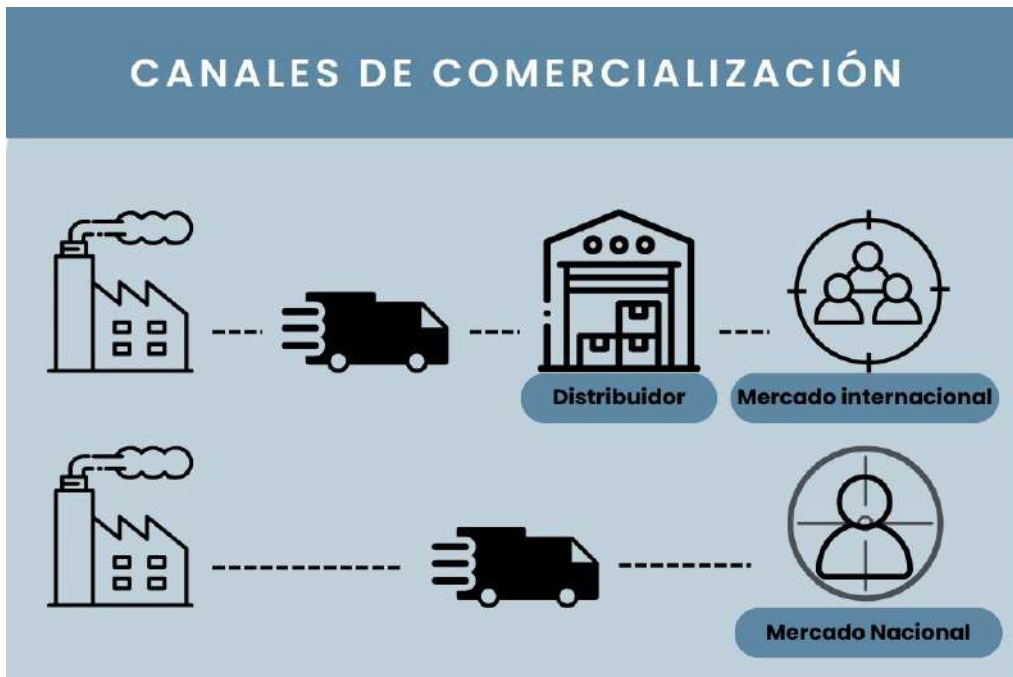 CANALES DE COMERCIALIZACIÓN
Distribuidor
Mercado internacional
Mercado Nacional